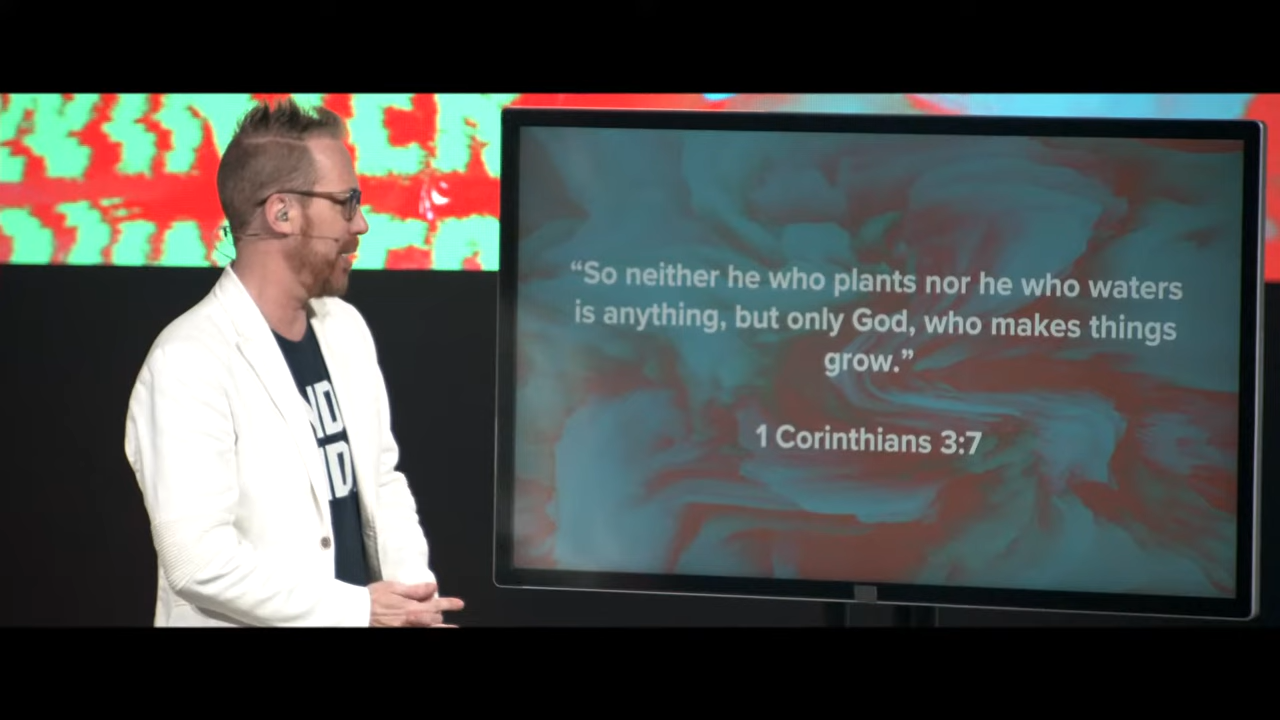 “So neither he who plants nor he who waters
is anything, but only God, who makes things
grow.”
1 Corinthians 3:7